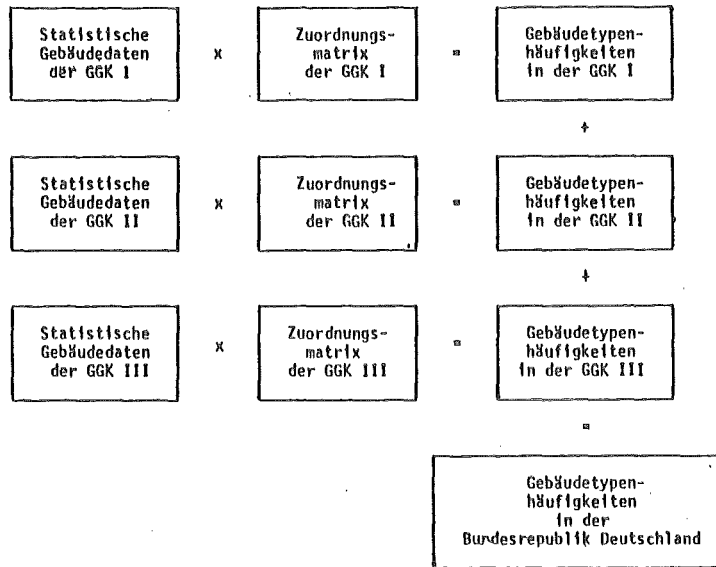 Statistische
Gebäudedaten
der GGK I
x
Zuordnungs-
matrix
der GGK I
=
Gebäudetypen-
häufigkeiten
in der GGK I
+
Statistische
Gebäudedaten
der GGK II
x
Zuordnungs-
matrix
der GGK II
=
Gebäudetypen-
häufigkeiten
in der GGK II
+
Statistische
Gebäudedaten
der GGK III
x
Zuordnungs-
matrix
der GGK III
=
Gebäudetypen-
häufigkeiten
in der GGK III
=
Gebäudetypen-
häufigkeiten
in der
Bundesrepublik Deutschland